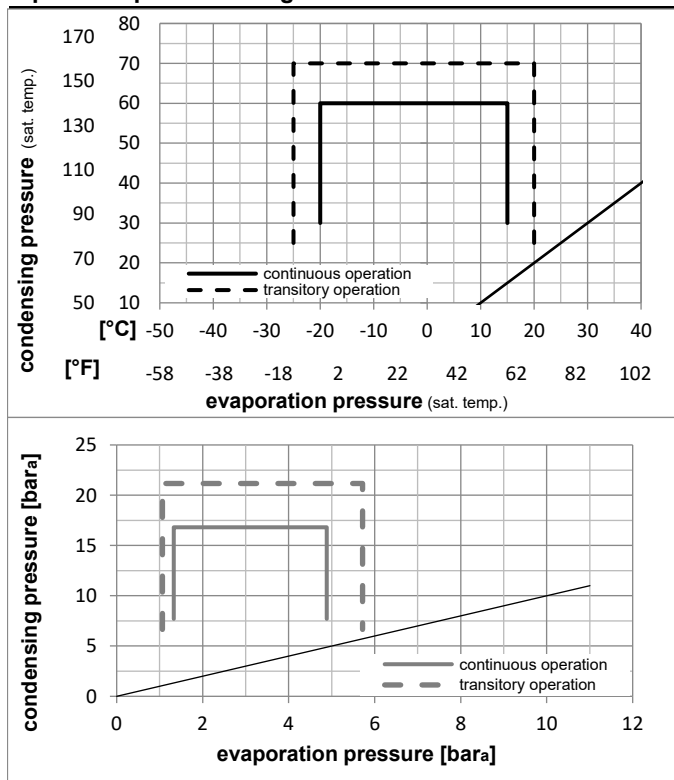 condensing pressure (sat. temp.)
170
150
130
110
90
70
50
80
70
60
50
40
30
20
10
continuous operation
transitory operation
[°C] -50 -40 -30 -20 -10 0 10 20 30 40
[°F] -58 -38 -18 2 22 42 62 82 102
evaporation pressure (sat. temp.)
condensing pressure [bara]
25
20
15
10
5
0
continuous operation
transitory operation
0 2 4 6 8 10 12
evaporation pressure [bara]